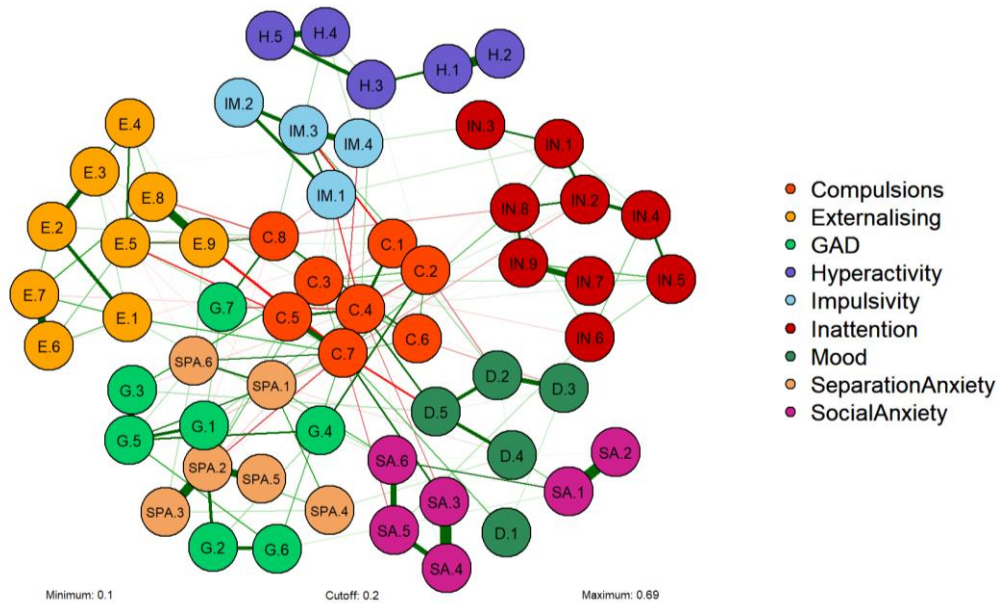 H.5
H.4
H.3
H.1
H.2
IM.2
IM.3
IM.4
IM.1
E.4
E.3
E.8
E.2
E.5
E.9
E.7
E.1
E.6
IN.3
IN.1
IN.8
IN.2
IN.4
IN.9
IN.7
IN.5
IN.6
C.8
C.1
C.2
C.3
C.4
C.5
C.6
C.7
G.7
SPA.6
SPA.1
G.3
G.1
G.5
G.4
SPA.2
SPA.5
SPA.3
SPA.4
G.2
G.6
D.2
D.3
D.5
D.4
D.1
SA.6
SA.3
SA.5
SA.4
SA.2
SA.1
Compulsions
Externalising
GAD
Hyperactivity
Impulsivity
Inattention
Mood
SeparationAnxiety
SocialAnxiety
Minimum: 0.1
Cutoff: 0.2
Maximum: 0.69